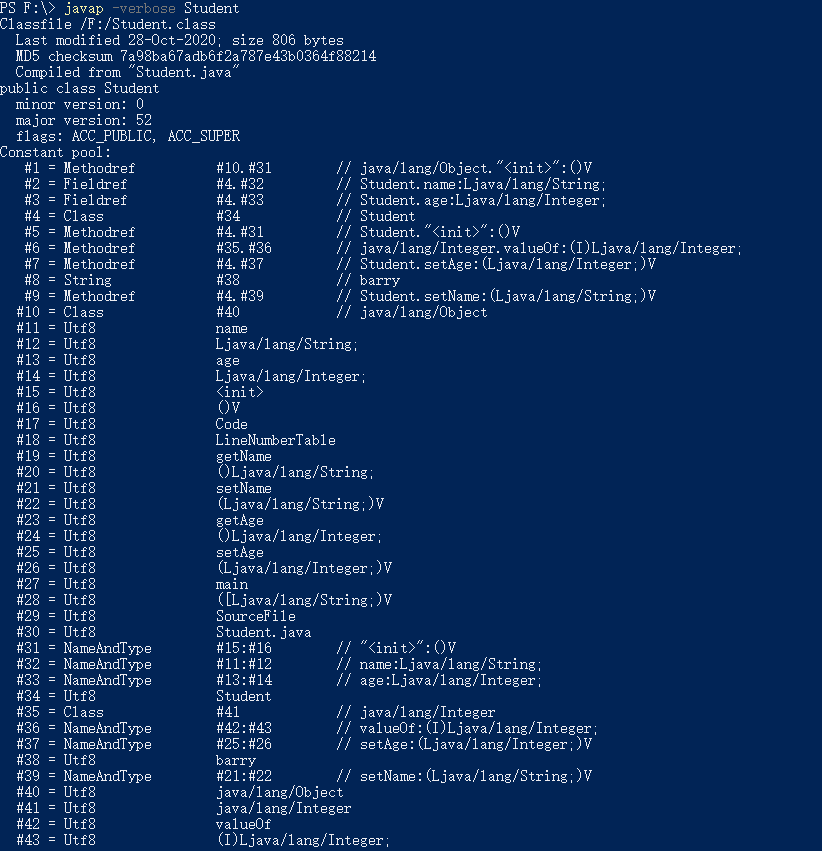 PS F:\> javap -verbose Student
Classfile /F:/Student.class
  Last modified 28-Oct-2020; size 806 bytes
  MD5 checksum 7a98ba67adb6f2a787e43b0364f88214
  Compiled from "Student.java"
public class Student
  minor version: 0
  major version: 52
  flags: ACC_PUBLIC, ACC_SUPER
Constant pool:
   #1 = Methodref          #10.#31        // java/lang/Object."<init>":()V
   #2 = Fieldref           #4.#32         // Student.name:Ljava/lang/String;
   #3 = Fieldref           #4.#33         // Student.age:Ljava/lang/Integer;
   #4 = Class              #34            // Student
   #5 = Methodref          #4.#31         // Student."<init>":()V
   #6 = Methodref          #35.#36        // java/lang/Integer.valueOf:(I)Ljava/lang/Integer;
   #7 = Methodref          #4.#37         // Student.setAge:(Ljava/lang/Integer;)V
   #8 = String             #38            // barry
   #9 = Methodref          #4.#39         // Student.setName:(Ljava/lang/String;)V
  #10 = Class              #40            // java/lang/Object
  #11 = Utf8               name
  #12 = Utf8               Ljava/lang/String;
  #13 = Utf8               age
  #14 = Utf8               Ljava/lang/Integer;
  #15 = Utf8               <init>
  #16 = Utf8               ()V
  #17 = Utf8               Code
  #18 = Utf8               LineNumberTable
  #19 = Utf8               getName
  #20 = Utf8               ()Ljava/lang/String;
  #21 = Utf8               setName
  #22 = Utf8               (Ljava/lang/String;)V
  #23 = Utf8               getAge
  #24 = Utf8               ()Ljava/lang/Integer;
  #25 = Utf8               setAge
  #26 = Utf8               (Ljava/lang/Integer;)V
  #27 = Utf8               main
  #28 = Utf8               ([Ljava/lang/String;)V
  #29 = Utf8               SourceFile
  #30 = Utf8               Student.java
  #31 = NameAndType        #15:#16        // "<init>":()V
  #32 = NameAndType        #11:#12        // name:Ljava/lang/String;
  #33 = NameAndType        #13:#14        // age:Ljava/lang/Integer;
  #34 = Utf8               Student
  #35 = Class              #41            // java/lang/Integer
  #36 = NameAndType        #42:#43        // valueOf:(I)Ljava/lang/Integer;
  #37 = NameAndType        #25:#26        // setAge:(Ljava/lang/Integer;)V
  #38 = Utf8               barry
  #39 = NameAndType        #21:#22        // setName:(Ljava/lang/String;)V
  #40 = Utf8               java/lang/Object
  #41 = Utf8               java/lang/Integer
  #42 = Utf8               valueOf
  #43 = Utf8               (I)Ljava/lang/Integer;